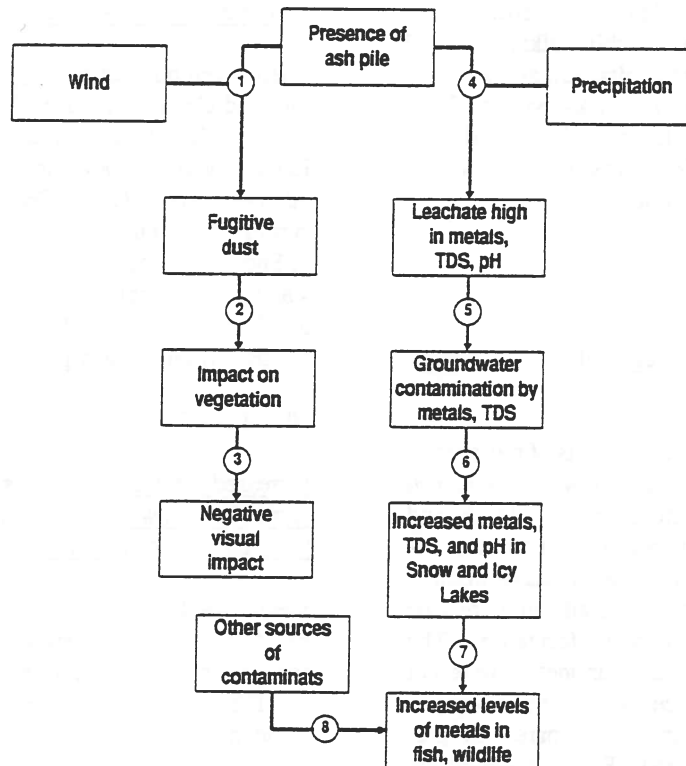 Presence of
ash pile
Wind
1
4
Precipitation
Fugitive
dust
Leachate high
in metals,
TDS, pH
2
5
Impact on
vegetation
Groundwater
contamination by
metals, TDS
3
6
Negative
visual
impact
Increased metals,
TDS, and pH in
Snow and Icy
Lakes
Other sources
of
contaminats
7
8
Increased levels
of metals in
fish, wildlife